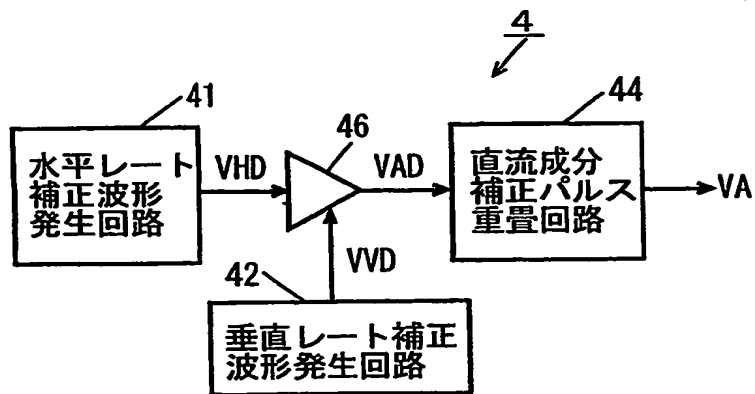 4
41
水平レート
補正波形
発生回路
VHD
46
VAD
44
直流成分
補正パルス
重畳回路
VA
VVD
42
垂直レート補正
波形発生回路